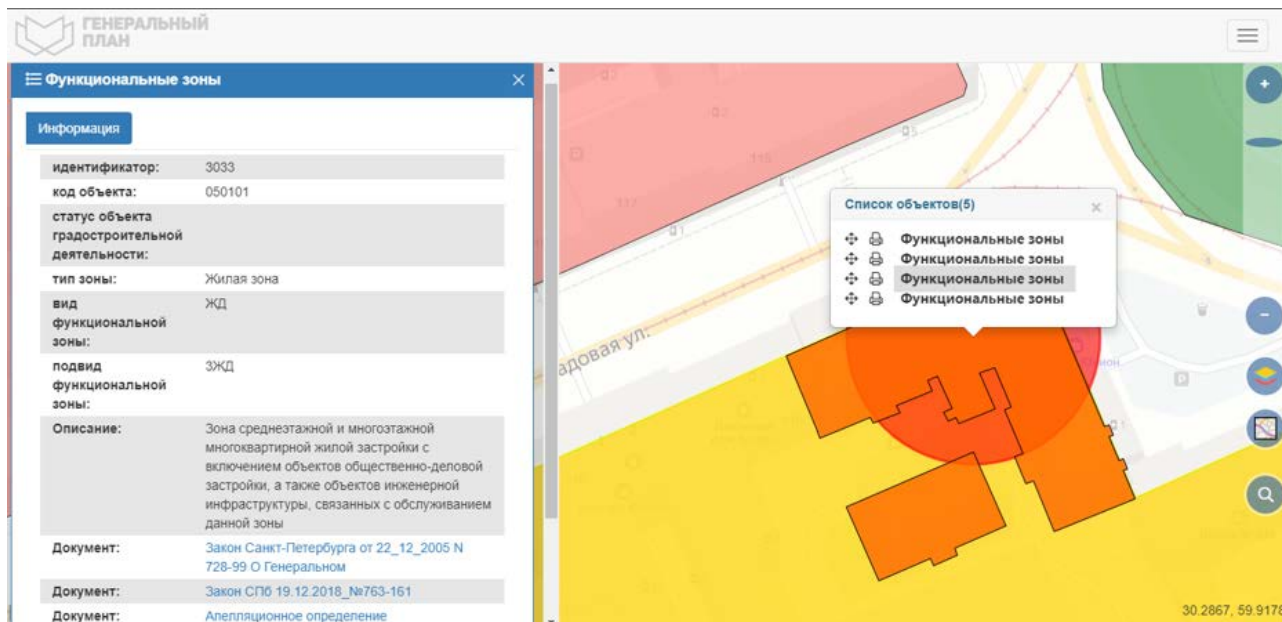 ГЕНЕРАЛЬНЫЙ
ПЛАН
Функциональные зоны
Информация
идентификатор: 3033
код объекта: 050101
статус объекта
градостроительной
деятельности:
тип зоны: Жилая зона
вид ЖД
функциональной
зоны:
подвид 3ЖД
функциональной
зоны:
Описание: Зона среднеэтажной и многоэтажной
многоквартирной жилой застройки с
включением объектов общественно-деловой
застройки, а также объектов инженерной
инфраструктуры, связанных с обслуживанием
данной зоны
Документ: Закон Санкт-Петербурга от 22_12_2005 N
728-99 О Генеральном
Документ: Закон СПб 19.12.2018_№763-161
Документ: Апелляционное определение
Список объектов(5)
Функциональные зоны
Функциональные зоны
Функциональные зоны
Функциональные зоны
адовая ул.
115
117
30.2867, 59.9178